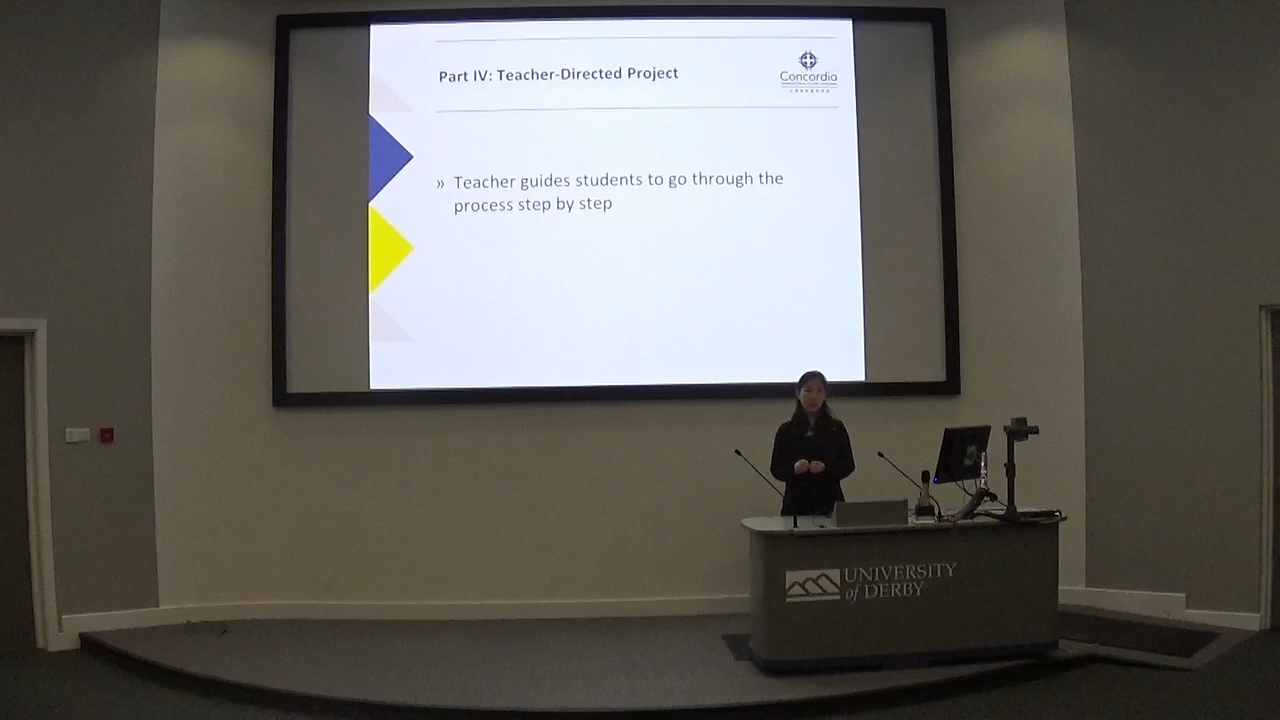 Part IV: Teacher-Directed Project
Concordia
» Teacher guides students to go through the
process step by step
UNIVERSITY
of DERBY